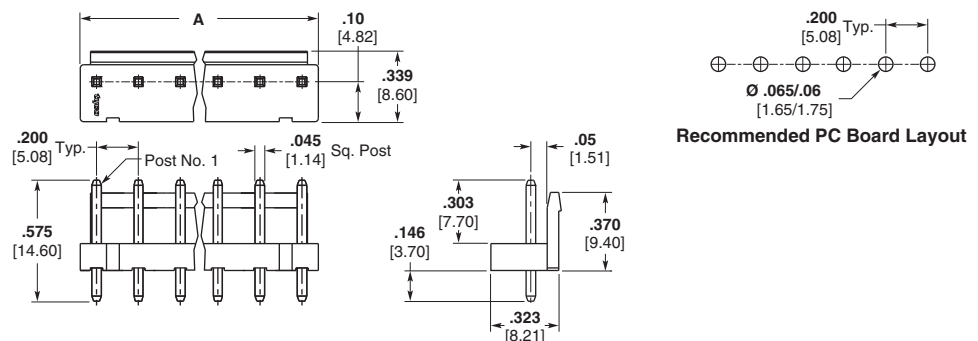 A
.10
[4.82]
.339
[8.60]
.200
[5.08] Typ.
Ø .065/.06
[1.65/1.75]
Recommended PC Board Layout
.200
[5.08] Typ.
Post No. 1
.045
[1.14] Sq. Post
.575
[14.60]
.05
[1.51]
.303
[7.70]
.146
[3.70]
.370
[9.40]
.323
[8.21]